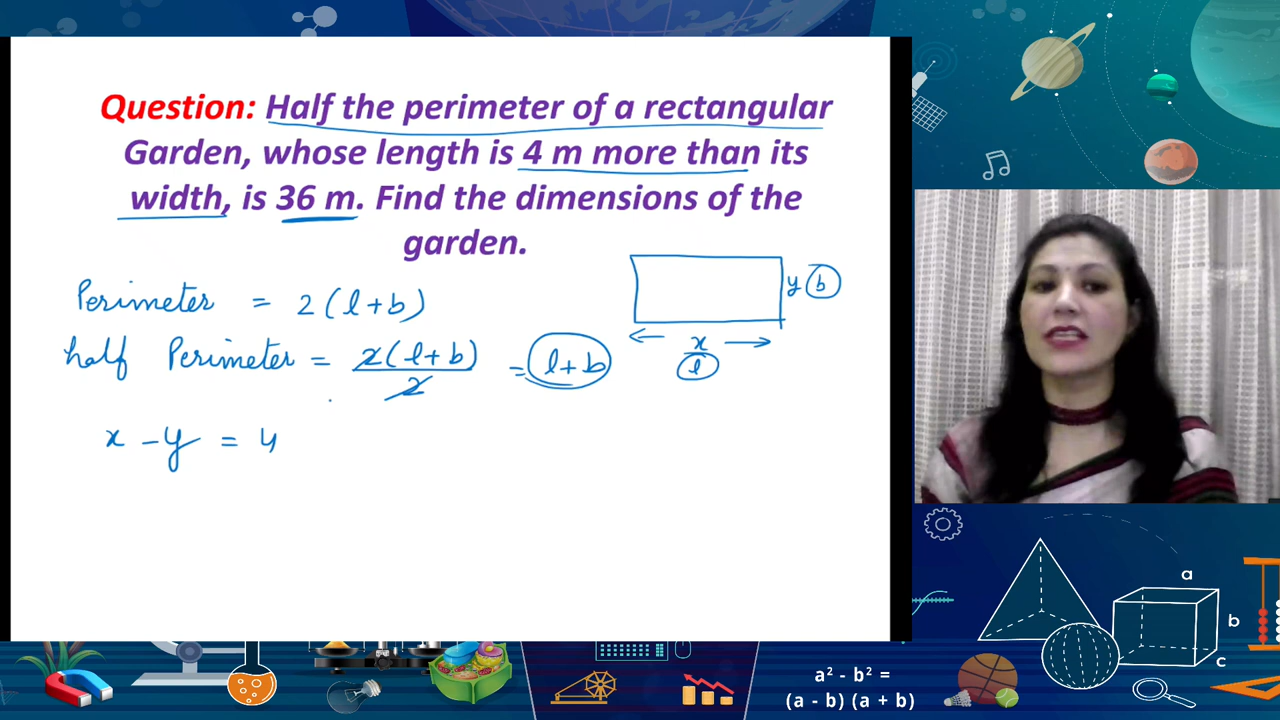 Question: Half the perimeter of a rectangular
Garden, whose length is 4 m more than its
width, is 36 m. Find the dimensions of the
garden.
Perimeter = 2 (l+b)
half Perimeter = 2(l+b)/2 = l+b
x - y = 4
y b
x
l
a
b
c
a² - b² =
(a - b) (a + b)